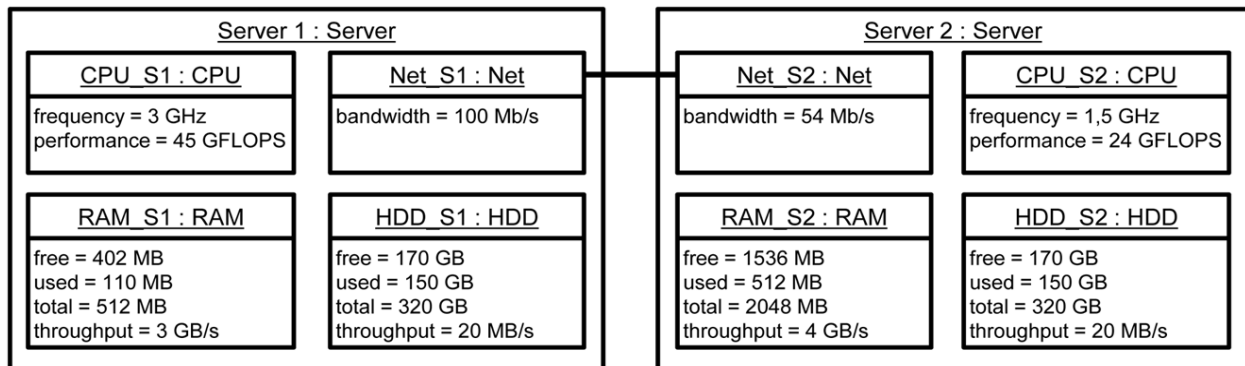 Server 1 : Server
CPU_S1 : CPU
frequency = 3 GHz
performance = 45 GFLOPS
Net_S1 : Net
bandwidth = 100 Mb/s
RAM_S1 : RAM
free = 402 MB
used = 110 MB
total = 512 MB
throughput = 3 GB/s
HDD_S1 : HDD
free = 170 GB
used = 150 GB
total = 320 GB
throughput = 20 MB/s
Server 2 : Server
Net_S2 : Net
bandwidth = 54 Mb/s
CPU_S2 : CPU
frequency = 1,5 GHz
performance = 24 GFLOPS
RAM_S2 : RAM
free = 1536 MB
used = 512 MB
total = 2048 MB
throughput = 4 GB/s
HDD_S2 : HDD
free = 170 GB
used = 150 GB
total = 320 GB
throughput = 20 MB/s